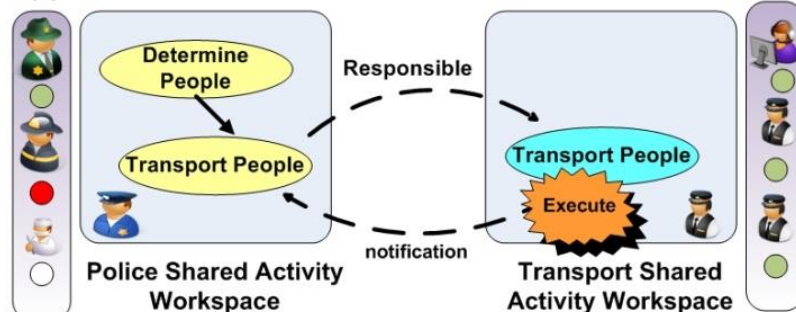 Determine
People
Transport People
Responsible
Transport People
Execute
notification
Police Shared Activity
Workspace
Transport Shared
Activity Workspace